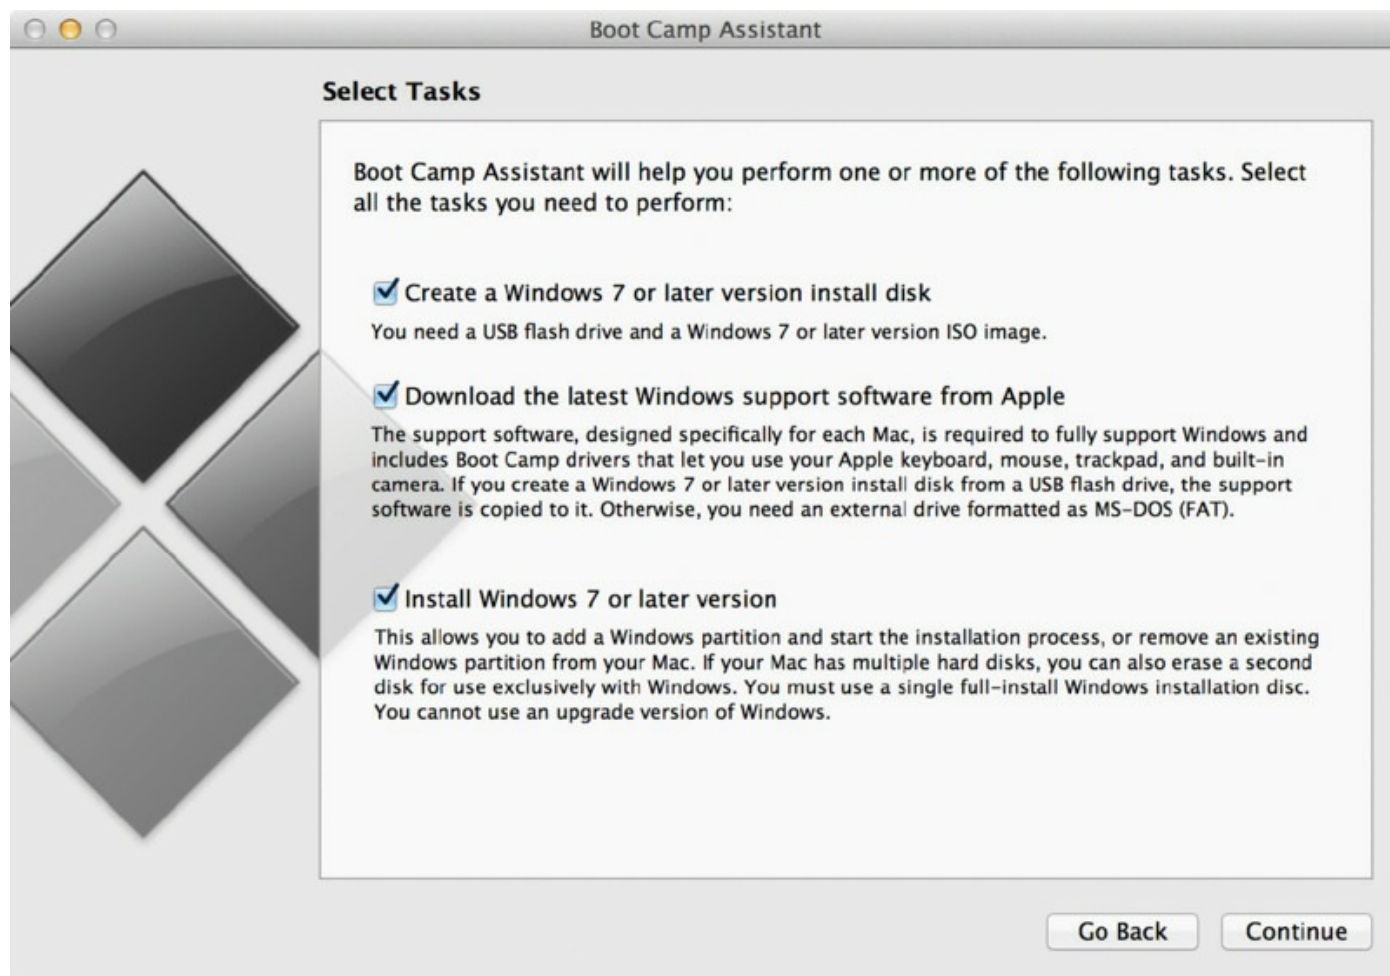 Boot Camp Assistant
Select Tasks
Boot Camp Assistant will help you perform one or more of the following tasks. Select
all the tasks you need to perform:
Create a Windows 7 or later version install disk
You need a USB flash drive and a Windows 7 or later version ISO image.
Download the latest Windows support software from Apple
The support software, designed specifically for each Mac, is required to fully support Windows and
includes Boot Camp drivers that let you use your Apple keyboard, mouse, trackpad, and built-in
camera. If you create a Windows 7 or later version install disk from a USB flash drive, the support
software is copied to it. Otherwise, you need an external drive formatted as MS-DOS (FAT).
Install Windows 7 or later version
This allows you to add a Windows partition and start the installation process, or remove an existing
Windows partition from your Mac. If your Mac has multiple hard disks, you can also erase a second
disk for use exclusively with Windows. You must use a single full-install Windows installation disc.
You cannot use an upgrade version of Windows.
Go Back
Continue